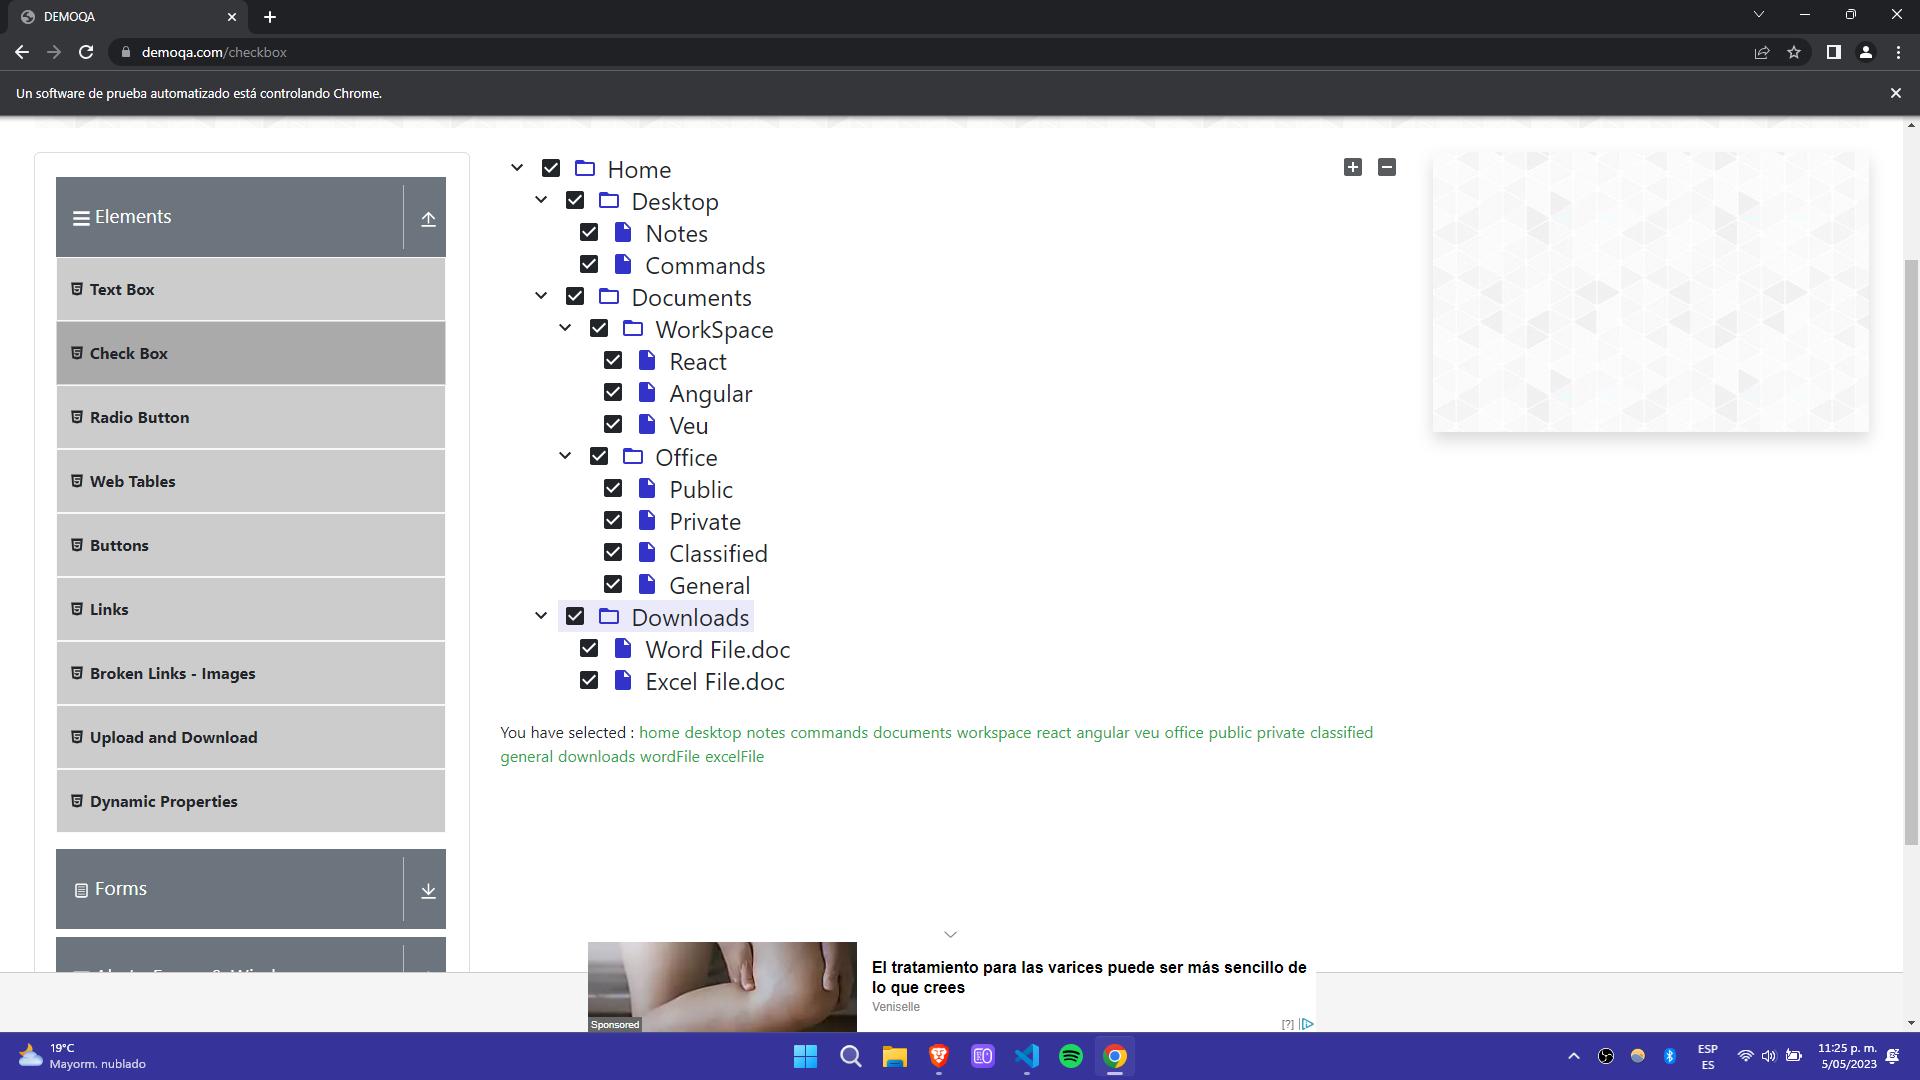 DEMOQA
demoqa.com/checkbox
Un software de prueba automatizado está controlando Chrome.
Elements
Text Box
Check Box
Radio Button
Web Tables
Buttons
Links
Broken Links - Images
Upload and Download
Dynamic Properties
Forms
Home
Desktop
Notes
Commands
Documents
WorkSpace
React
Angular
Veu
Office
Public
Private
Classified
General
Downloads
Word File.doc
Excel File.doc
You have selected : home desktop notes commands documents workspace react angular veu office public private classified
general downloads wordFile excelFile
El tratamiento para las varices puede ser más sencillo de
lo que crees
Veniselle
Sponsored
[?]
19°C
Mayorm. nublado
ESP
ES
11:25 p. m.
5/05/2023